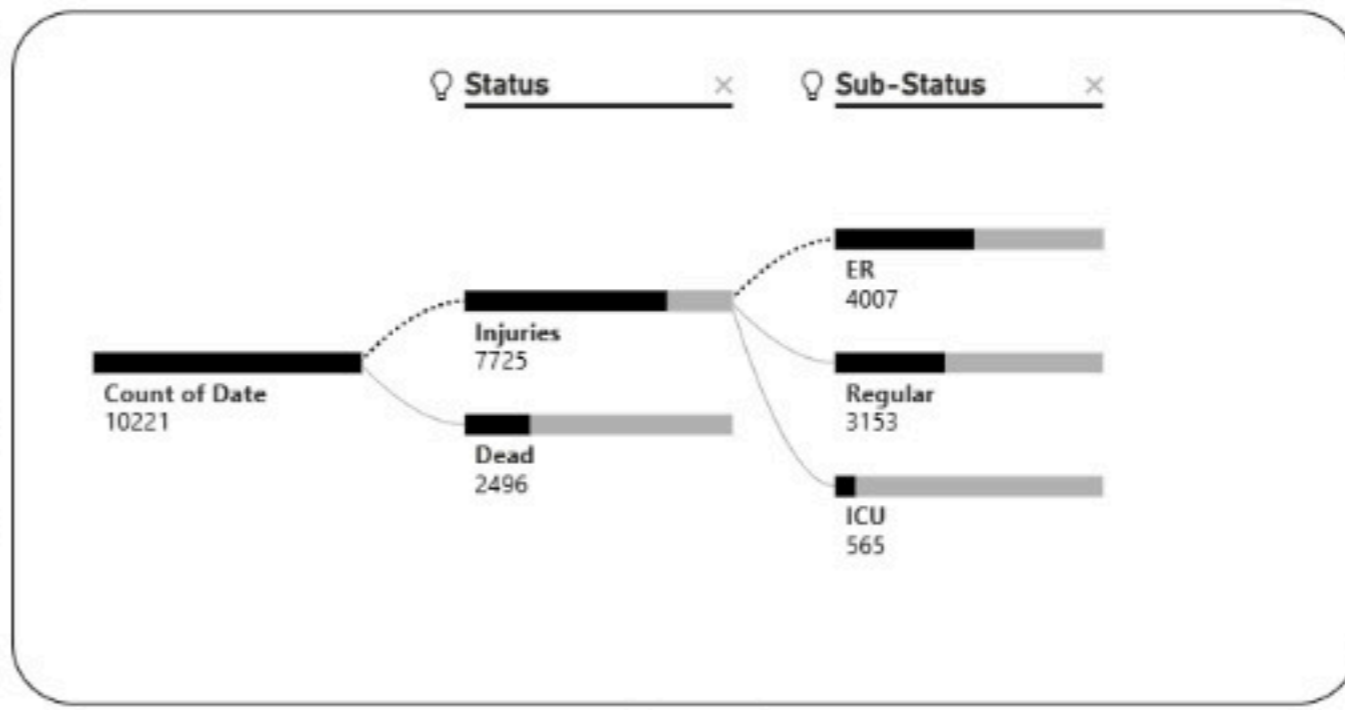 Status
Sub-Status
ER
4007
Injuries
7725
Count of Date
10221
Regular
3153
Dead
2496
ICU
565